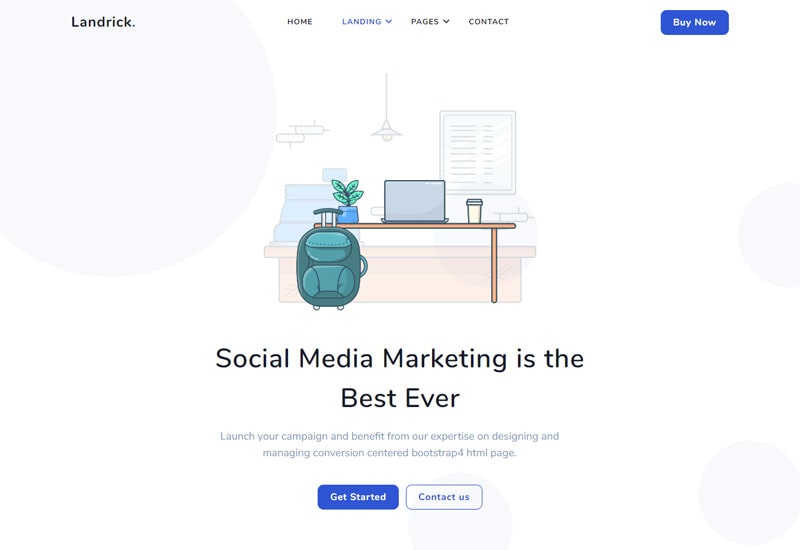 Landrick.
HOME
LANDING
PAGES
CONTACT
Buy Now
Social Media Marketing is the
Best Ever
Launch your campaign and benefit from our expertise on designing and
managing conversion centered bootstrap4 html page.
Get Started
Contact us